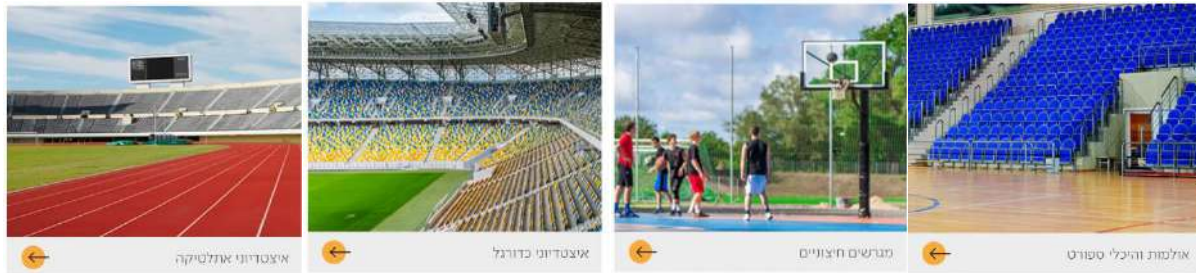 אולמות והיכלי ספורט
מגרשים חיצוניים
איצטדיוני כדורגל
איצטדיוני אתלטיקה